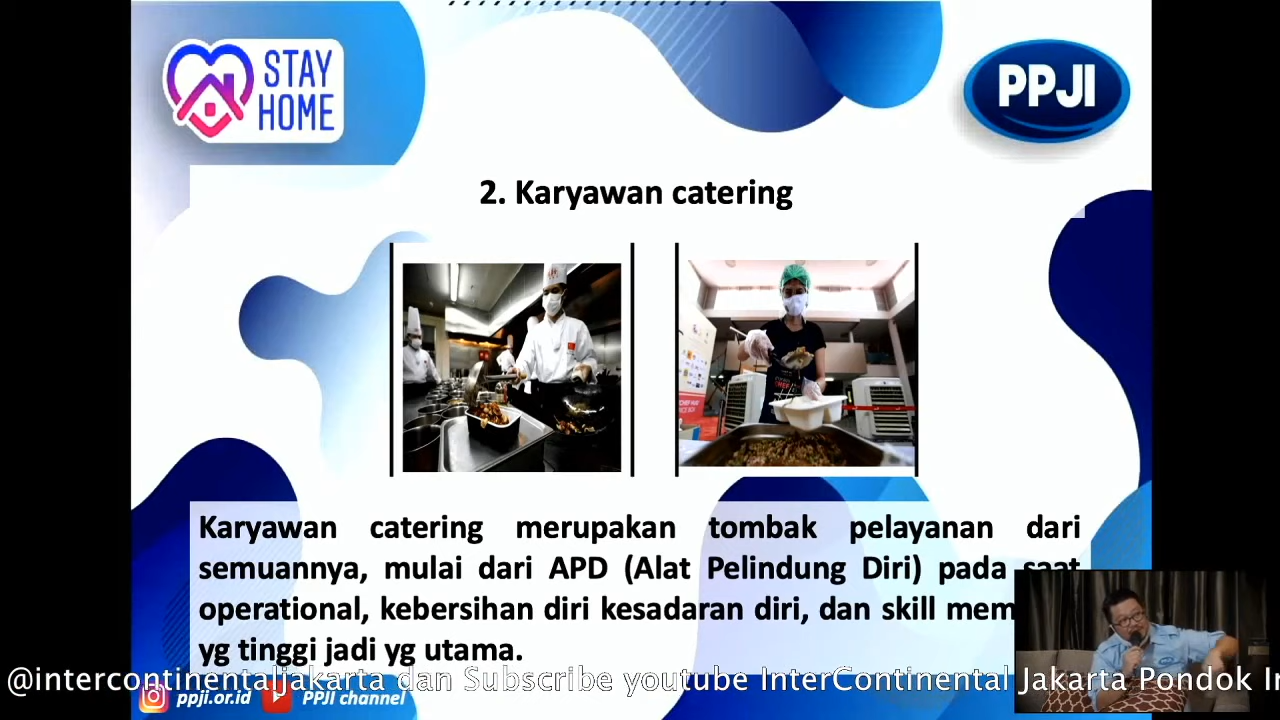 STAY
HOME
PPJI
2. Karyawan catering
Karyawan catering merupakan tombak pelayanan dari
semuannya, mulai dari APD (Alat Pelindung Diri) pada saat
operational, kebersihan diri kesadaran diri, dan skill
yg tinggi jadi yg utama.
@intercontinentaljakarta dan Subscribe youtube InterContinental Jakarta Pondok
ppji.or.id
PPJI channel